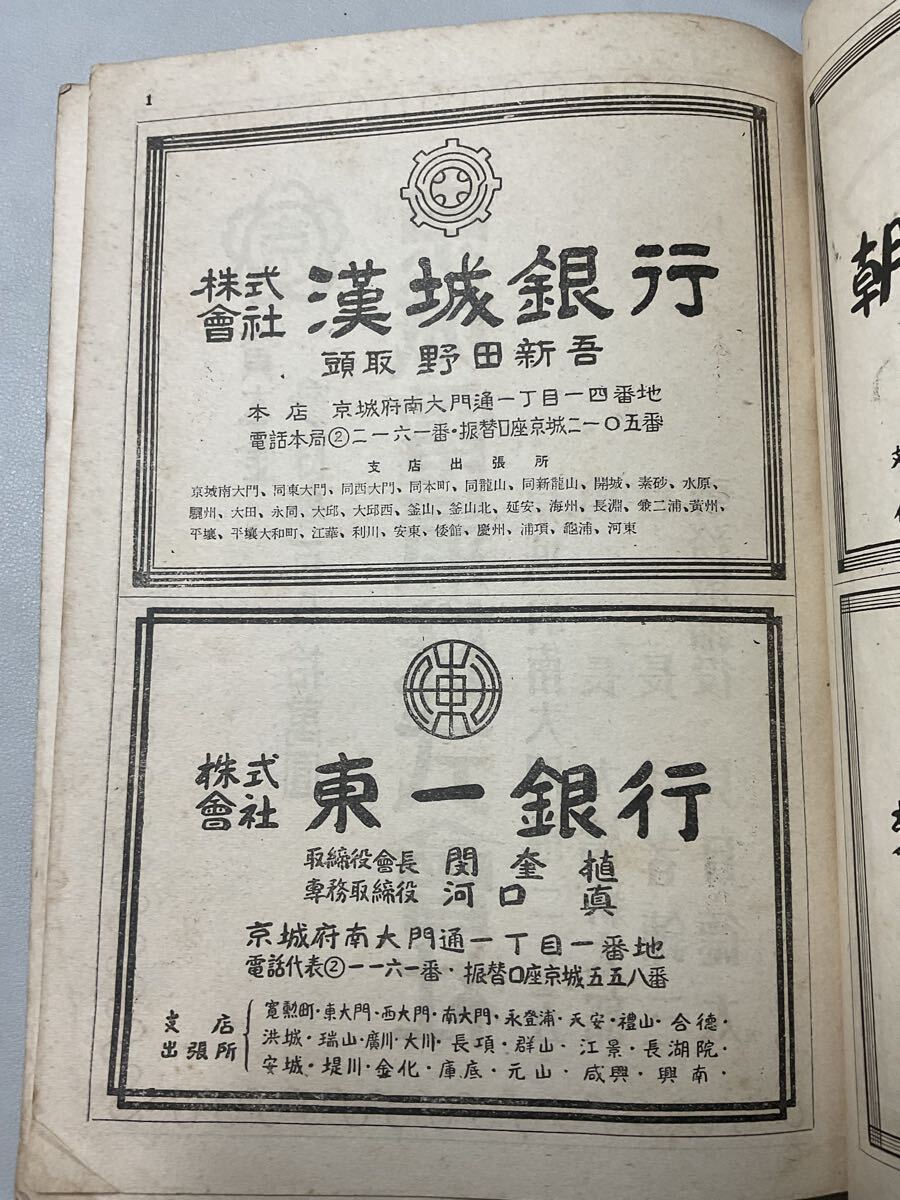 1
株式會社 漢城銀行
頭取 野田新吾
本店 京城府南大門通一丁目一四番地
電話本局②二一六一番・振替口座京城二一〇五番
支店出張所
京城南大門、同東大門、同西大門、同本町、同龍山、同新龍山、開城、素砂、水原、
驪州、大田、永同、大邱、大邱西、釜山、釜山北、延安、海州、長淵、兼二浦、黃州、
平壤、平壤大和町、江華、利川、安東、倭館、慶州、浦項、龜浦、河東
東
株式會社 東一銀行
取締役會長 閔奎植
專務取締役 河口真
京城府南大門通一丁目一番地
電話代表②一一六一番・振替口座京城五五八番
支店出張所
寬勳町・東大門・西大門・南大門・永登浦・天安・禮山・合德・
洪城・瑞山・廣川・大川・長項・群山・江景・長湖院・
安城・堤川・金化・庫底・元山・咸興・興南・
朝